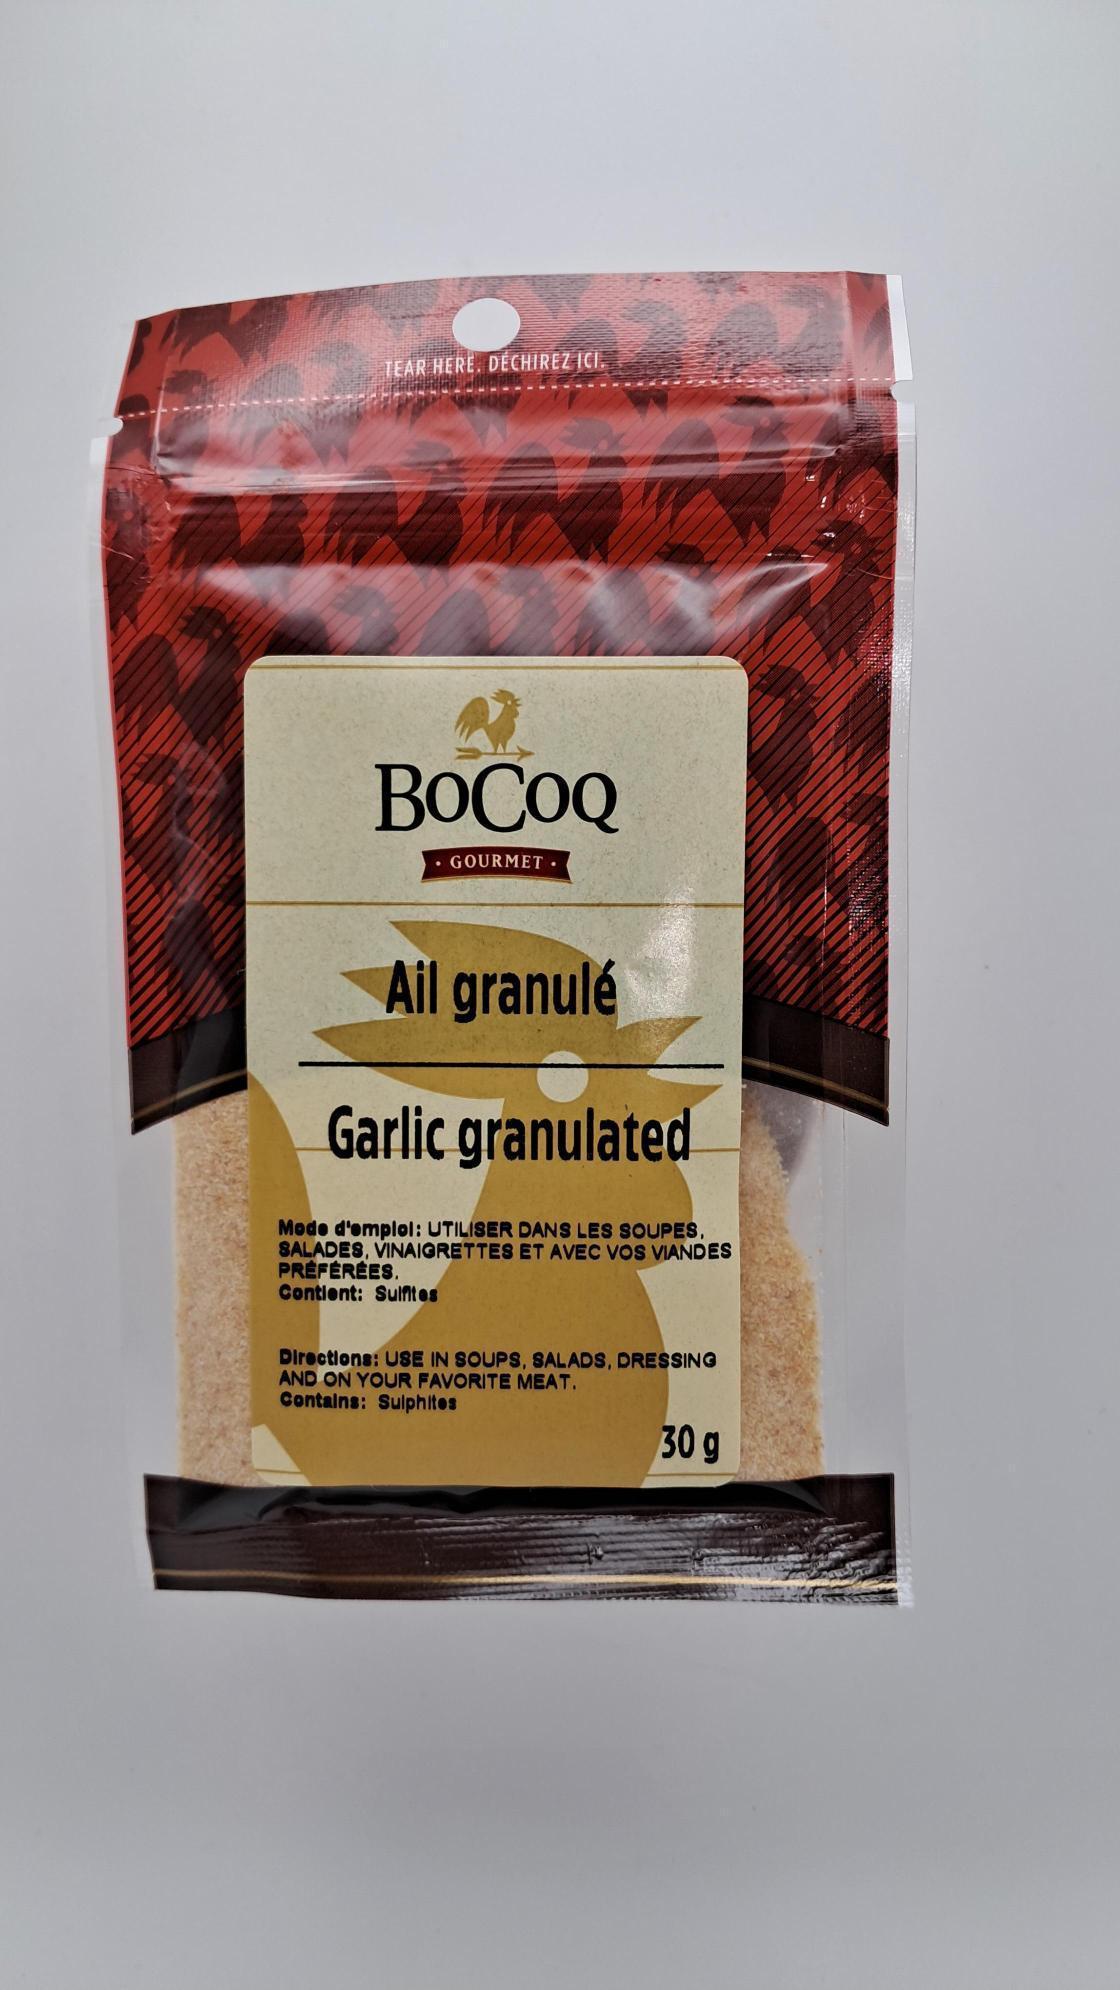 TEAR HERE. DÉCHIREZ ICI.
BOCOQ
• GOURMET •
Ail granulé
Garlic granulated
Mode d'emploi: UTILISER DANS LES SOUPES,
SALADES, VINAIGRETTES ET AVEC VOS VIANDES
PRÉFÉRÉES.
Contient: Sulfites
Directions: USE IN SOUPS, SALADS, DRESSING
AND ON YOUR FAVORITE MEAT.
Contains: Sulphites
30 g